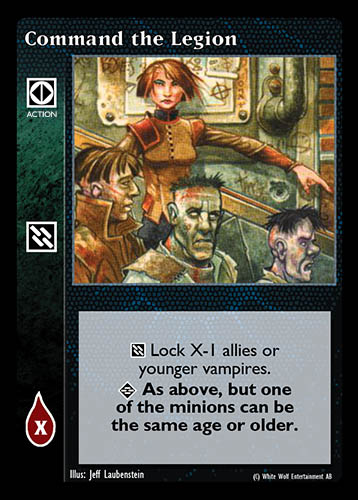 Command the Legion
ACTION
Lock X-1 allies or
younger vampires.
As above, but one
of the minions can be
the same age or older.
X
Illus: Jeff Laubenstein
(C) White Wolf Entertainment AB